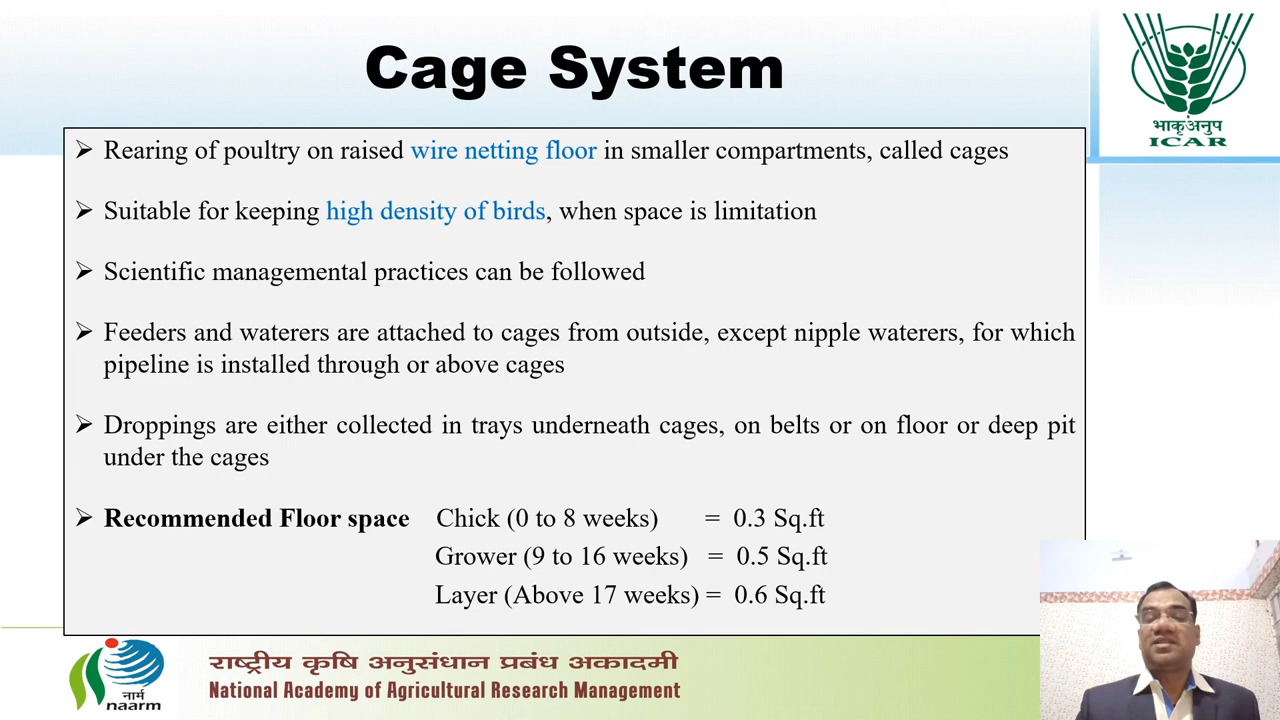 Cage System
भाकृअनुप
ICAR
➢ Rearing of poultry on raised wire netting floor in smaller compartments, called cages
➢ Suitable for keeping high density of birds, when space is limitation
➢ Scientific managemental practices can be followed
➢ Feeders and waterers are attached to cages from outside, except nipple waterers, for which
pipeline is installed through or above cages
➢ Droppings are either collected in trays underneath cages, on belts or on floor or deep pit
under the cages
➢ Recommended Floor space Chick (0 to 8 weeks) = 0.3 Sq.ft
Grower (9 to 16 weeks) = 0.5 Sq.ft
Layer (Above 17 weeks) = 0.6 Sq.ft
नार्म
naarm
राष्ट्रीय कृषि अनुसंधान प्रबंध अकादमी
National Academy of Agricultural Research Management